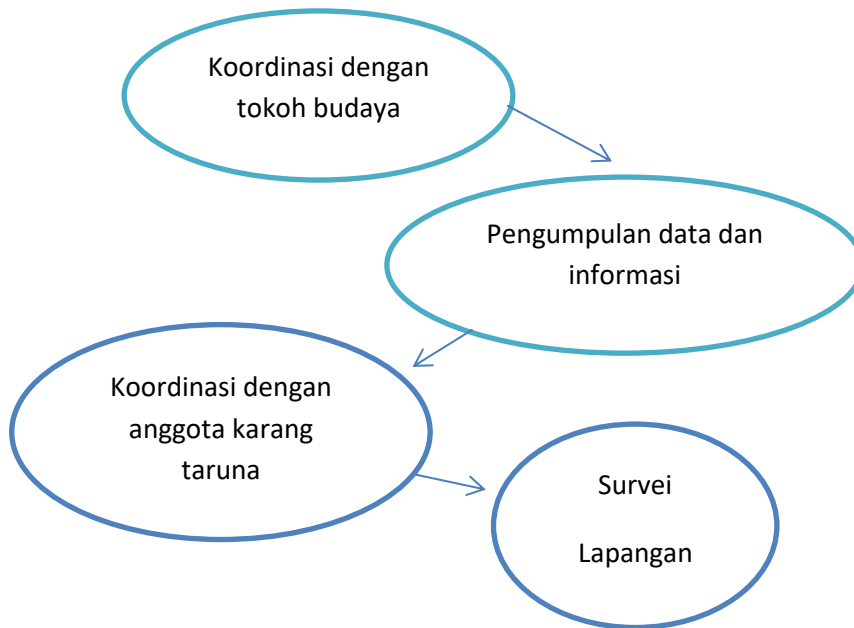 Koordinasi dengan
tokoh budaya
Pengumpulan data dan
informasi
Koordinasi dengan
anggota karang
taruna
Survei
Lapangan